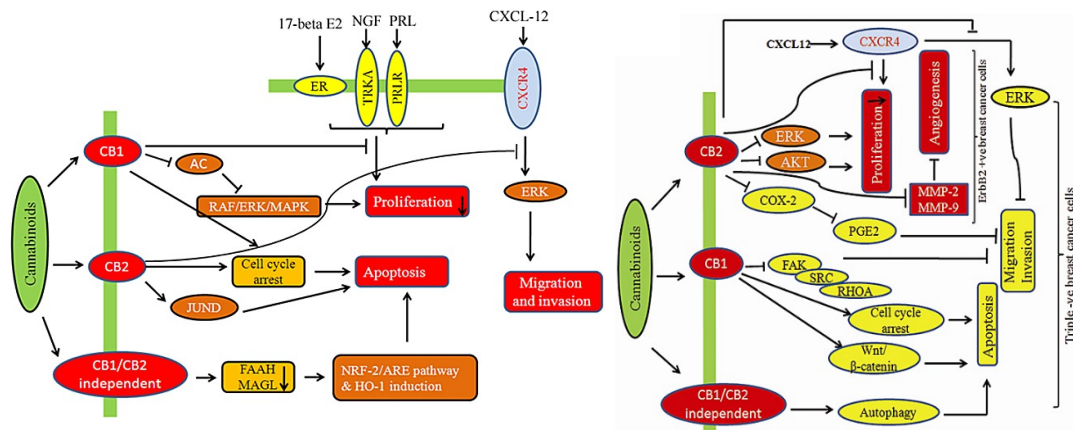 17-beta E2
NGF
PRL
CXCL-12
ER
TRKA
PRLR
CXCR4
CB1
AC
RAF/ERK/MAPK
Proliferation
ERK
Cannabinoids
CB2
Cell cycle
arrest
Apoptosis
JUND
Migration
and invasion
CB1/CB2
independent
FAAH
MAGL
NRF-2/ARE pathway
& HO-1 induction
CXCL12
CXCR4
ERK
CB2
ERK
AKT
Proliferation
Angiogenesis
ErbB2 +ve breast cancer cells
COX-2
MMP-2
MMP-9
PGE2
Migration
Invasion
Cannabinoids
CB1
FAK
SRC
RHOA
Cell cycle
arrest
Apoptosis
Wnt/
β-catenin
CB1/CB2
independent
Autophagy
Triple -ve breast cancer cells